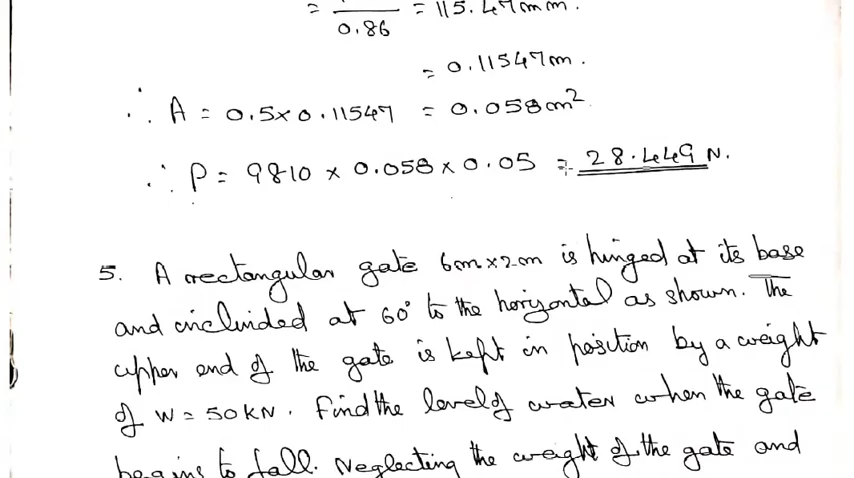 = / 0.86 = 115.47mm.
= 0.11547m.
∴ A = 0.5 x 0.11547 = 0.058m²
∴ P = 9810 x 0.058 x 0.05 = 28.449 N.
5. A rectangular gate 6m x 2m is hinged at its base
and inclinided at 60° to the horizontal as shown. The
upper end of the gate is kept in position by a weight
of W = 50KN. Find the level of water when the gate
begins to fall. Neglecting the weight of the gate and